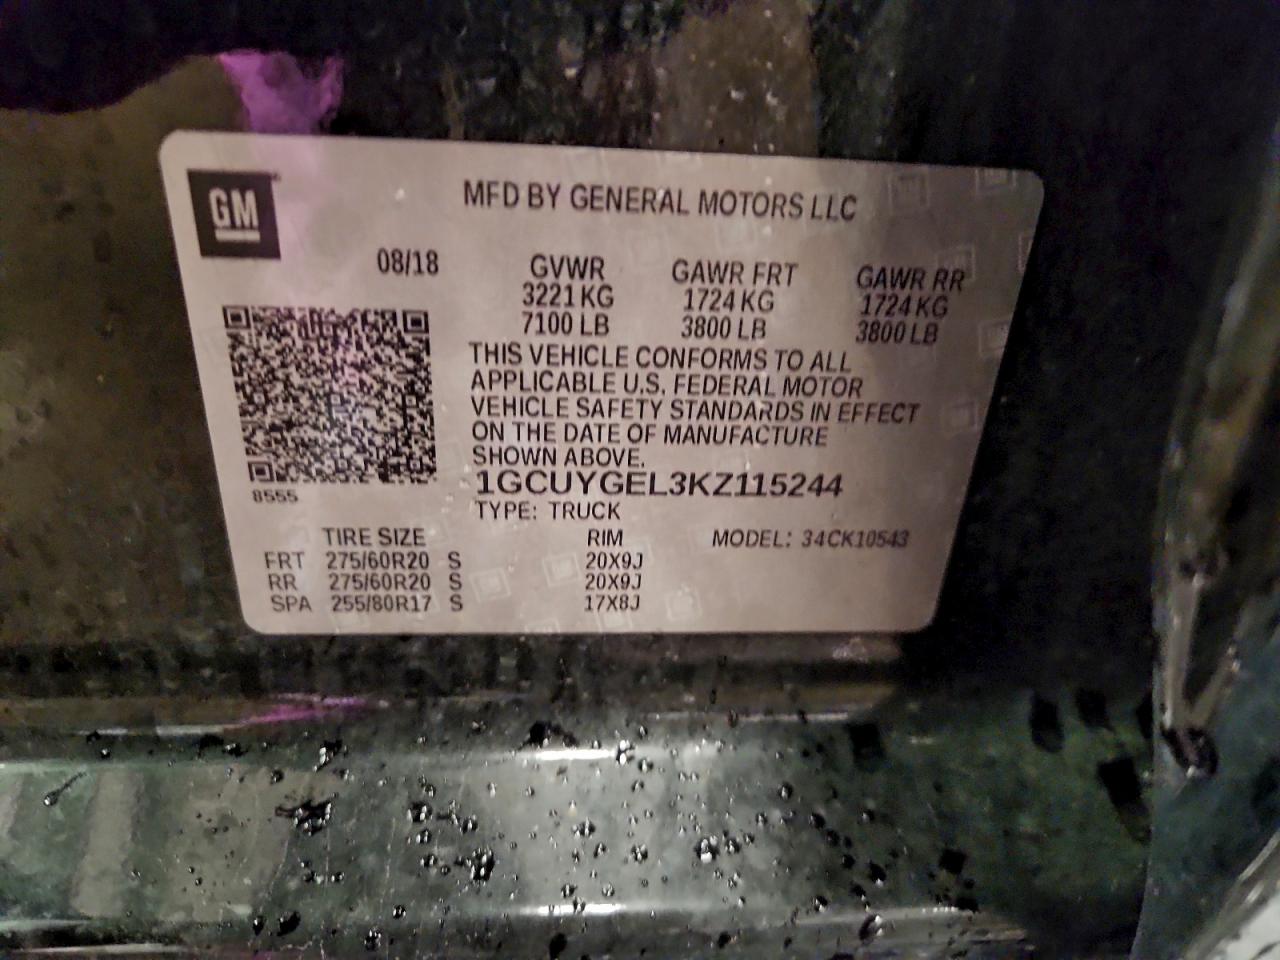 GM
MFD BY GENERAL MOTORS LLC
08/18 GVWR GAWR FRT GAWR RR
3221 KG 1724 KG 1724 KG
7100 LB 3800 LB 3800 LB
THIS VEHICLE CONFORMS TO ALL
APPLICABLE U.S. FEDERAL MOTOR
VEHICLE SAFETY STANDARDS IN EFFECT
ON THE DATE OF MANUFACTURE
SHOWN ABOVE.
1GCUYGEL3KZ115244
8555
TYPE: TRUCK
TIRE SIZE RIM MODEL: 34CK10543
FRT 275/60R20 S 20X9J
RR 275/60R20 S 20X9J
SPA 255/80R17 S 17X8J